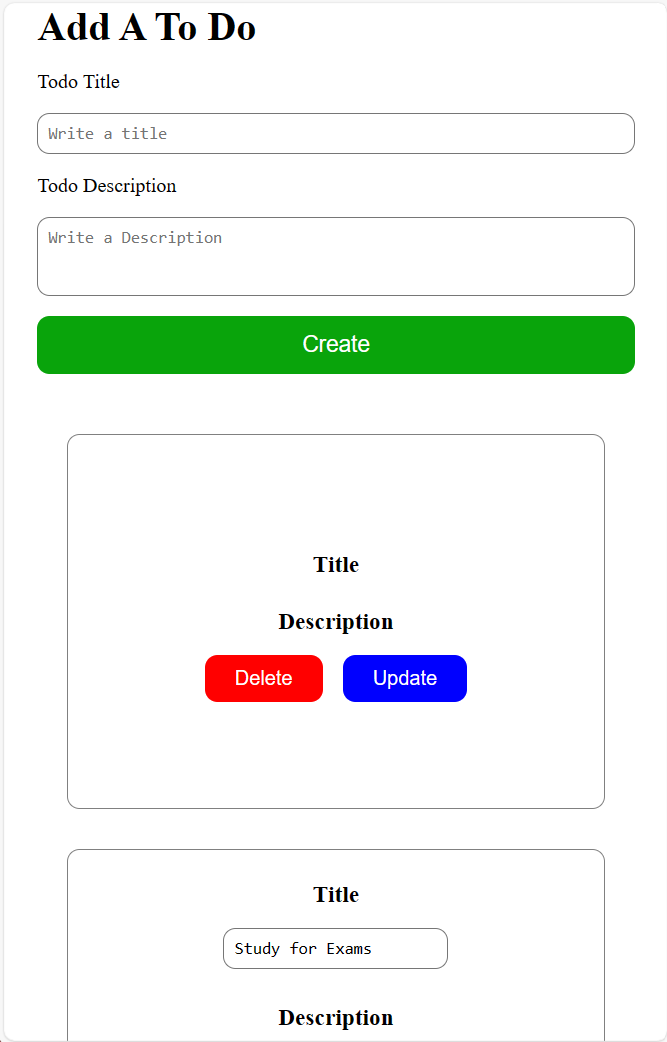 Add A To Do
Todo Title
Write a title
Todo Description
Write a Description
Create
Title
Description
Delete Update
Title
Study for Exams
Description